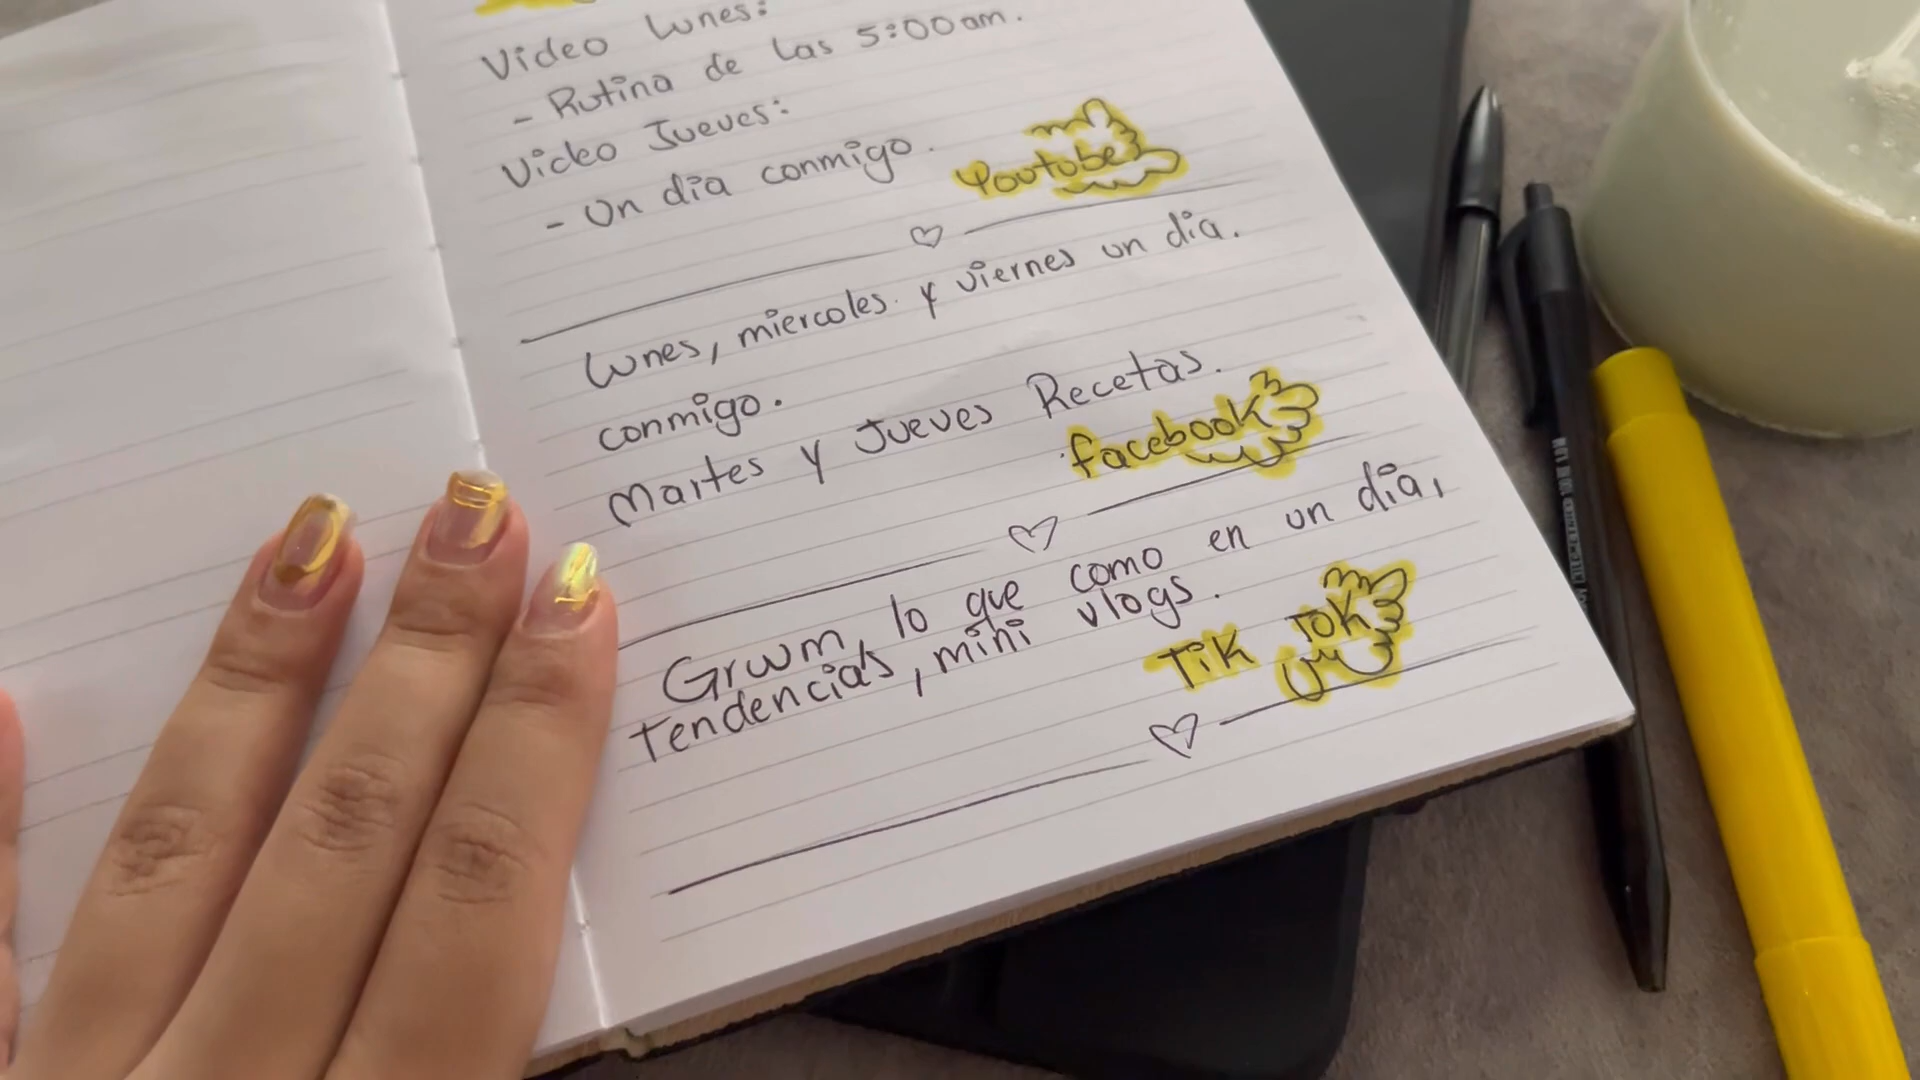 Video Lunes:
- Rutina de las 5:00am.
Video Jueves:
- Un dia conmigo.
Youtube
Lunes, miercoles y viernes un dia.
conmigo.
Martes y Jueves Recetas.
facebook
Grwm, lo que como en un dia,
tendencias, mini vlogs.
Tik Tok